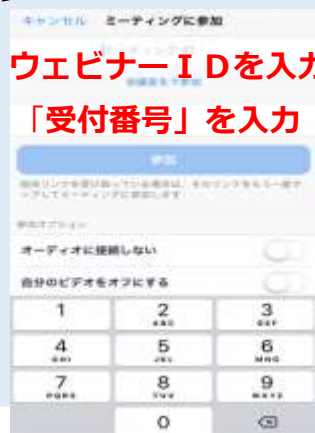 キャンセル ミーティングに参加
ウェビナーＩＤを入力
「受付番号」を入力
参加
オーディオに接続しない
自分のビデオをオフにする
1 2 3
ABC DEF
4 5 6
GHI JKL MNO
7 8 9
PQRS TUV WXYZ
0